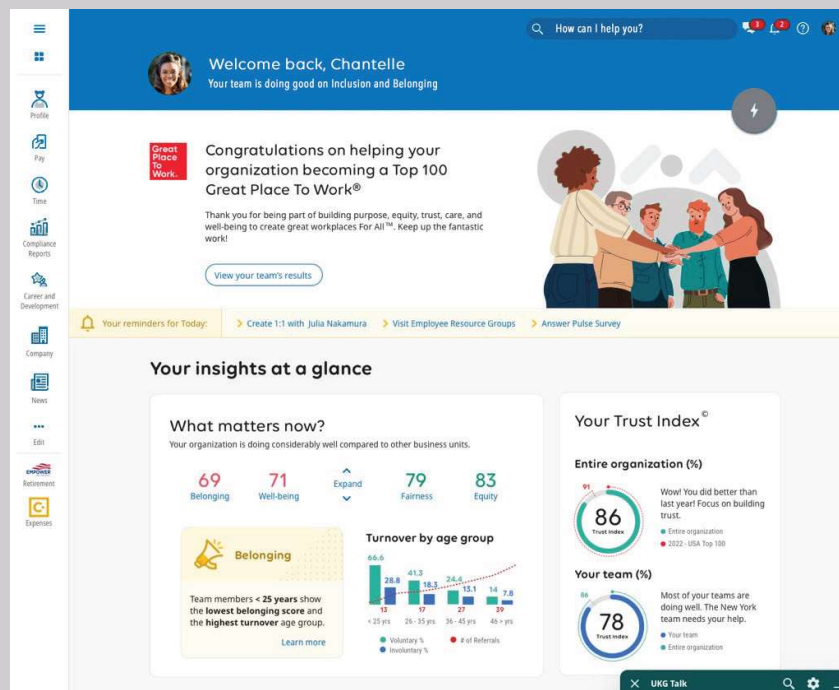 How can I help you?
3
2
Welcome back, Chantelle
Your team is doing good on Inclusion and Belonging
Profile
Pay
Time
Compliance
Reports
Career and
Development
Company
News
Edit
EMPOWER
Retirement
Expenses
Great
Place
To
Work.
Congratulations on helping your
organization becoming a Top 100
Great Place To Work®
Thank you for being part of building purpose, equity, trust, care, and
well-being to create great workplaces For All™. Keep up the fantastic
work!
View your team's results
Your reminders for Today:
Create 1:1 with Julia Nakamura
Visit Employee Resource Groups
Answer Pulse Survey
Your insights at a glance
What matters now?
Your organization is doing considerably well compared to other business units.
69
Belonging
71
Well-being
Expand
79
Fairness
83
Equity
Belonging
Team members < 25 years show
the lowest belonging score and
the highest turnover age group.
Learn more
Turnover by age group
66.6
28.8
41.3
18.3
24.4
13.1
14
7.8
13
17
27
39
< 25 yrs
26 - 35 yrs
36 - 45 yrs
46 > yrs
Voluntary %
# of Referrals
Involuntary %
Your Trust Index©
Entire organization (%)
91
86
Trust Index
Wow! You did better than
last year! Focus on building
trust.
Entire organization
2022 - USA Top 100
Your team (%)
86
78
Trust Index
Most of your teams are
doing well. The New York
team needs your help.
Your team
Entire organization
UKG Talk